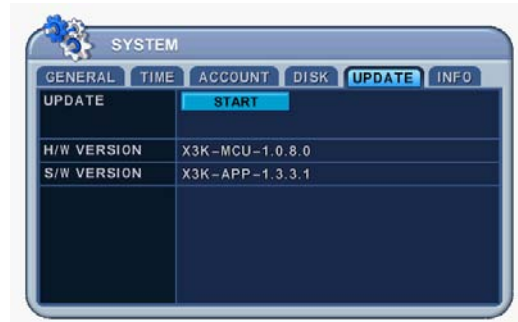 SYSTEM
GENERAL TIME ACCOUNT DISK UPDATE INFO
UPDATE START
H/W VERSION X3K-MCU-1.0.8.0
S/W VERSION X3K-APP-1.3.3.1